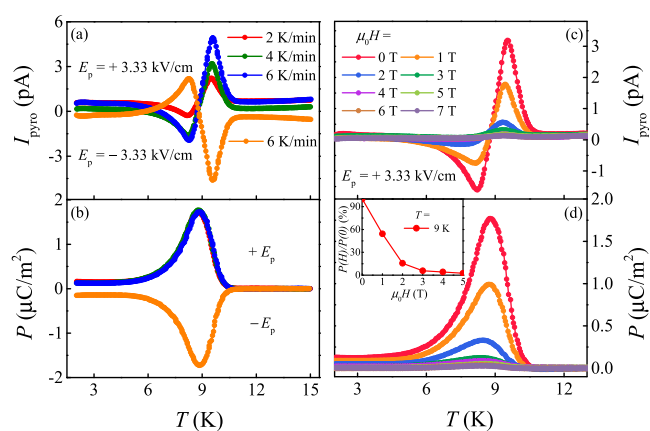 (a)
2 K/min
4 K/min
6 K/min
E_p = + 3.33 kV/cm
E_p = − 3.33 kV/cm
6 K/min
I_pyro (pA)
6
3
0
-3
-6
(b)
+E_p
−E_p
P (μC/m²)
2
1
0
-1
-2
3 6 9 12 15
T (K)
(c)
μ₀H =
0 T 1 T
2 T 3 T
4 T 5 T
6 T 7 T
E_p = + 3.33 kV/cm
I_pyro (pA)
3
2
1
0
-1
(d)
P(H)/P(0) (%)
90
60
30
0
T =
9 K
0 1 2 3 4 5
μ₀H (T)
P (μC/m²)
2.0
1.5
1.0
0.5
0.0
3 6 9 12
T (K)